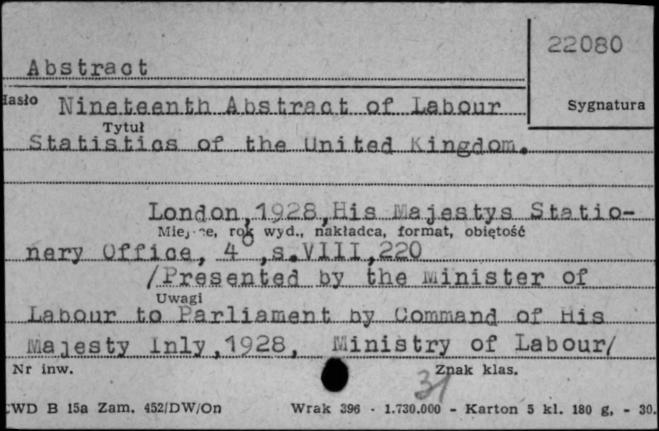 22080
Abstract
Hasło Nineteenth Abstract of Labour Sygnatura
Tytuł
Statistics of the United Kingdom.
London,1928,His Majestys Statio-
Miejsce, rok wyd., nakładca, format, objętość
nery Office, 4°,s.VIII,220
/Presented by the Minister of
Uwagi
Labour to Parliament by Command of His
Majesty Inly,1928, Ministry of Labour/
Nr inw. Znak klas.
31
CWD B 15a Zam. 452/DW/On Wrak 396 - 1.730.000 - Karton 5 kl. 180 g, - 30.